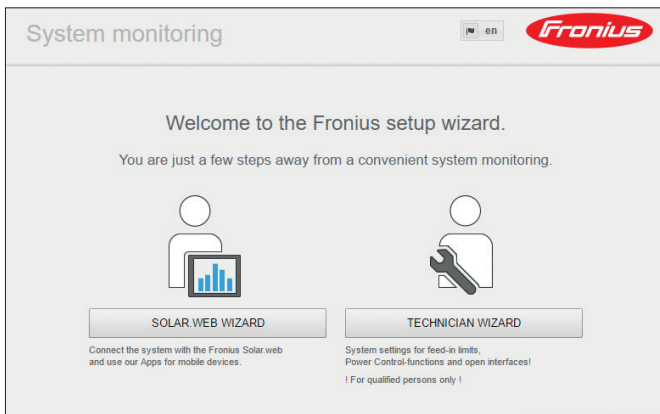 System monitoring
en
Fronius
Welcome to the Fronius setup wizard.
You are just a few steps away from a convenient system monitoring.
SOLAR.WEB WIZARD
TECHNICIAN WIZARD
Connect the system with the Fronius Solar.web
and use our Apps for mobile devices.
System settings for feed-in limits,
Power Control-functions and open interfaces!
! For qualified persons only !